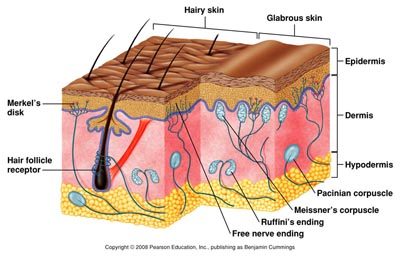 Hairy skin
Glabrous skin
Epidermis
Merkel's
disk
Dermis
Hair follicle
receptor
Hypodermis
Pacinian corpuscle
Meissner's corpuscle
Ruffini's ending
Free nerve ending
Copyright © 2008 Pearson Education, Inc., publishing as Benjamin Cummings